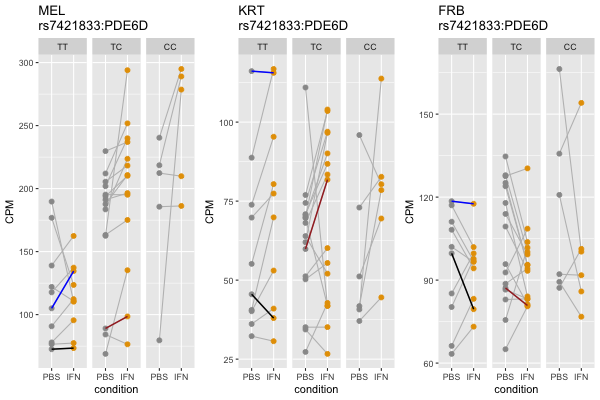 MEL
rs7421833:PDE6D
TT TC CC
CPM
250
200
150
100
PBS IFN PBS IFN PBS IFN
condition
KRT
rs7421833:PDE6D
TT TC CC
CPM
100
75
50
25
PBS IFN PBS IFN PBS IFN
condition
FRB
rs7421833:PDE6D
TT TC CC
CPM
150
120
90
60
PBS IFN PBS IFN PBS IFN
condition